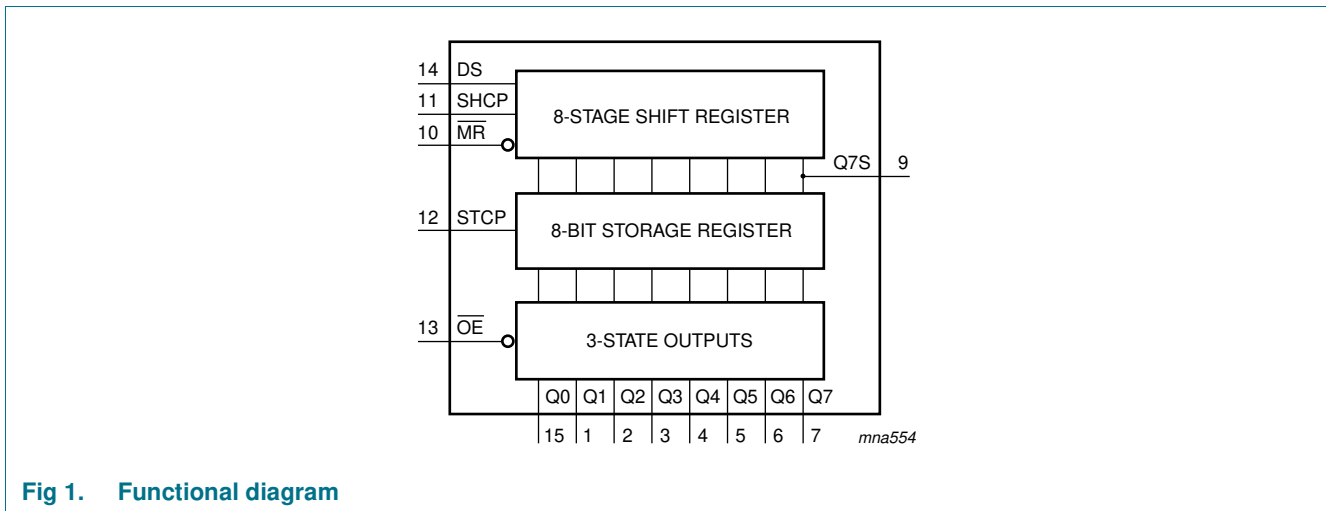 14 DS
11 SHCP
8-STAGE SHIFT REGISTER
10 M̅R̅
Q7S 9
12 STCP
8-BIT STORAGE REGISTER
13 O̅E̅
3-STATE OUTPUTS
Q0 Q1 Q2 Q3 Q4 Q5 Q6 Q7
15 1 2 3 4 5 6 7 mna554
Fig 1. Functional diagram